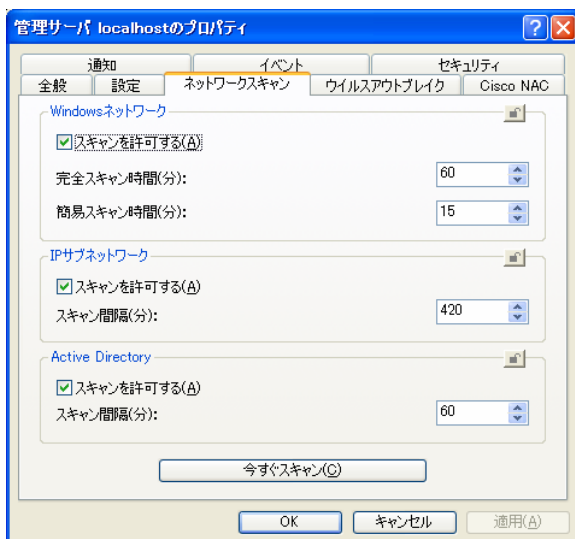 管理サーバ localhostのプロパティ
通知 イベント セキュリティ
全般 設定 ネットワークスキャン ウイルスアウトブレイク Cisco NAC
Windowsネットワーク
スキャンを許可する(A)
完全スキャン時間(分): 60
簡易スキャン時間(分): 15
IPサブネットワーク
スキャンを許可する(A)
スキャン間隔(分): 420
Active Directory
スキャンを許可する(A)
スキャン間隔(分): 60
今すぐスキャン(C)
OK キャンセル 適用(A)